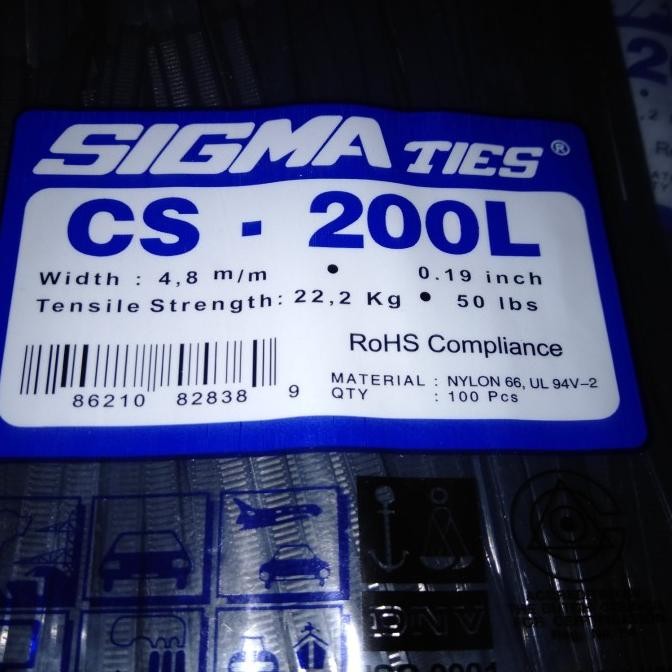 SIGMA TIES ®
CS - 200L
Width : 4,8 m/m • 0.19 inch
Tensile Strength: 22,2 Kg • 50 lbs
RoHS Compliance
MATERIAL : NYLON 66, UL 94V-2
QTY : 100 Pcs
86210 82838 9
DNV